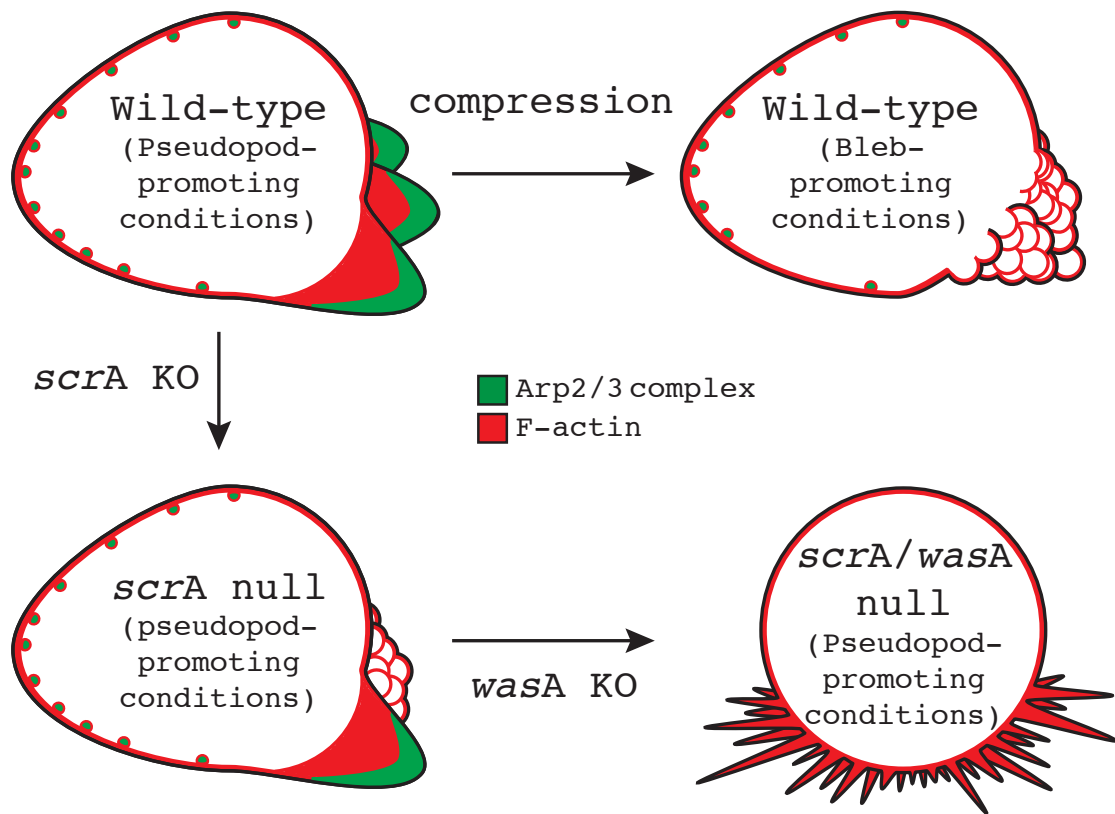 Wild-type
(Pseudopod-
promoting
conditions)
compression
Wild-type
(Bleb-
promoting
conditions)
scrA KO
Arp2/3 complex
F-actin
scrA null
(pseudopod-
promoting
conditions)
wasA KO
scrA/wasA
null
(Pseudopod-
promoting
conditions)